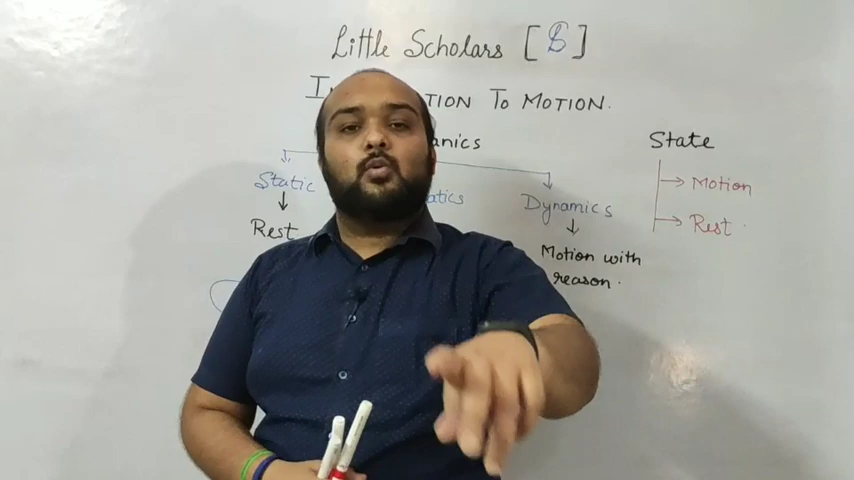 Little Scholars [ S ]
TION TO MOTION.
anics
State
Static
atics
Dynamics
Motion
Rest
Rest.
Motion with
reason.